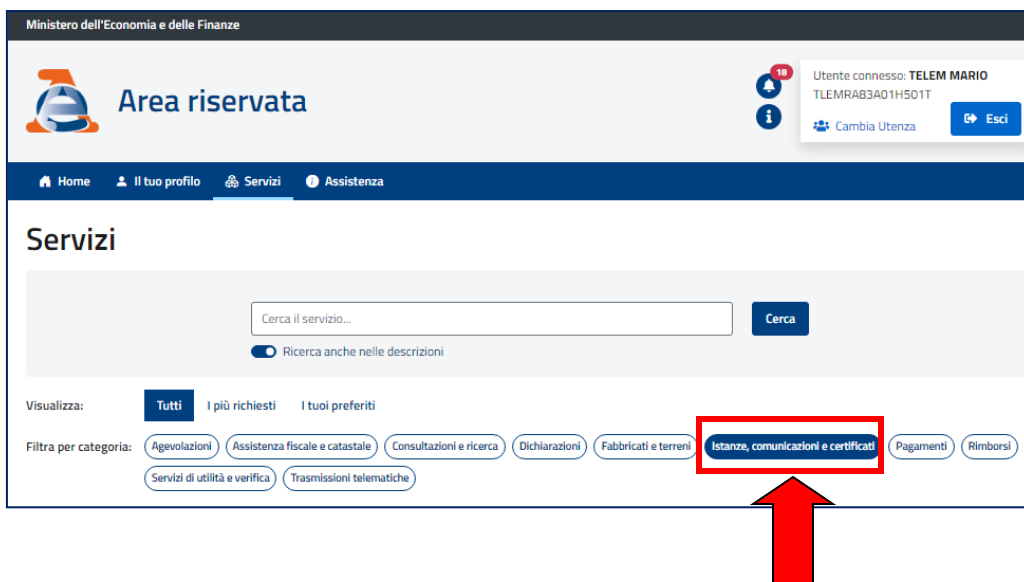 Ministero dell'Economia e delle Finanze
Area riservata
18
Utente connesso: TELEM MARIO
TLEMRA83A01H501T
Cambia Utenza
Esci
Home Il tuo profilo Servizi Assistenza
Servizi
Cerca il servizio... Cerca
Ricerca anche nelle descrizioni
Visualizza: Tutti I più richiesti I tuoi preferiti
Filtra per categoria: Agevolazioni Assistenza fiscale e catastale Consultazioni e ricerca Dichiarazioni Fabbricati e terreni Istanze, comunicazioni e certificati Pagamenti Rimborsi
Servizi di utilità e verifica Trasmissioni telematiche